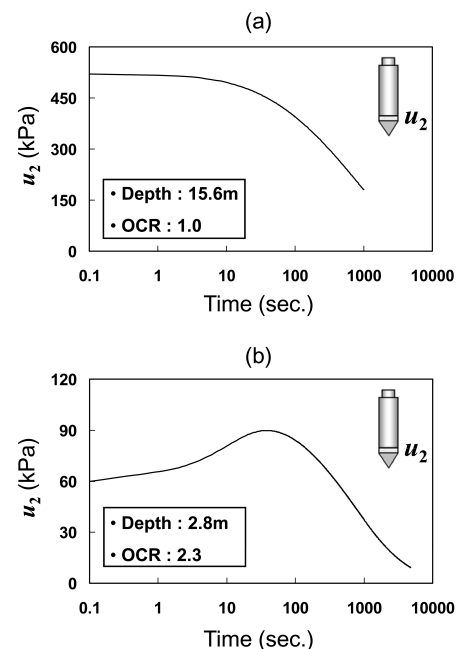 (a)
600
450
300
150
0
u2 (kPa)
u2
• Depth : 15.6m
• OCR : 1.0
0.1 1 10 100 1000 10000
Time (sec.)
(b)
120
90
60
30
0
u2 (kPa)
u2
• Depth : 2.8m
• OCR : 2.3
0.1 1 10 100 1000 10000
Time (sec.)